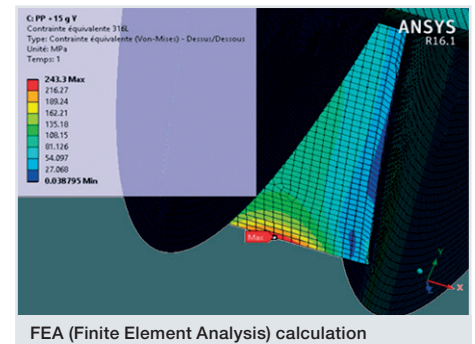 C: PP - 15 g Y
Contrainte équivalente 316L
Type: Contrainte équivalente (Von-Mises) - Dessus/Dessous
Unité: MPa
Temps: 1
243.3 Max
216.27
189.24
162.21
135.18
108.15
81.126
54.097
27.068
0.038795 Min
ANSYS
R16.1
Max
Y
X
FEA (Finite Element Analysis) calculation